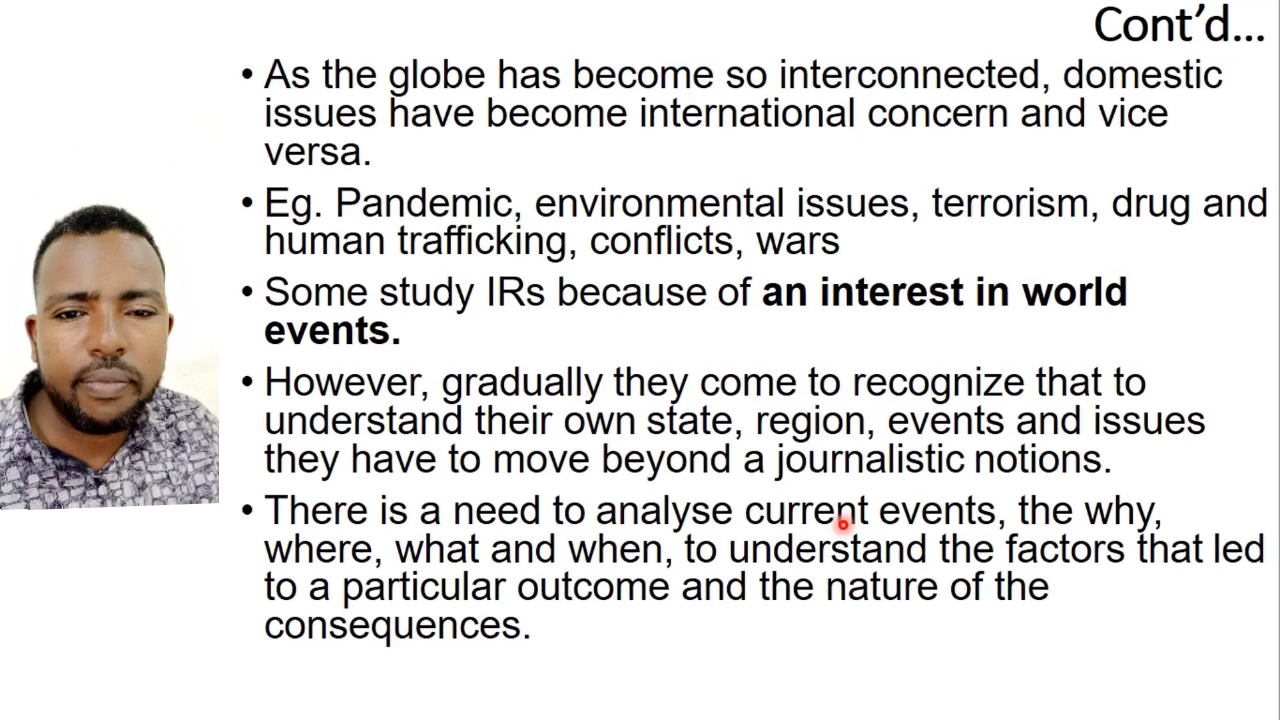 Cont’d…
• As the globe has become so interconnected, domestic
issues have become international concern and vice
versa.
• Eg. Pandemic, environmental issues, terrorism, drug and
human trafficking, conflicts, wars
• Some study IRs because of an interest in world
events.
• However, gradually they come to recognize that to
understand their own state, region, events and issues
they have to move beyond a journalistic notions.
• There is a need to analyse current events, the why,
where, what and when, to understand the factors that led
to a particular outcome and the nature of the
consequences.